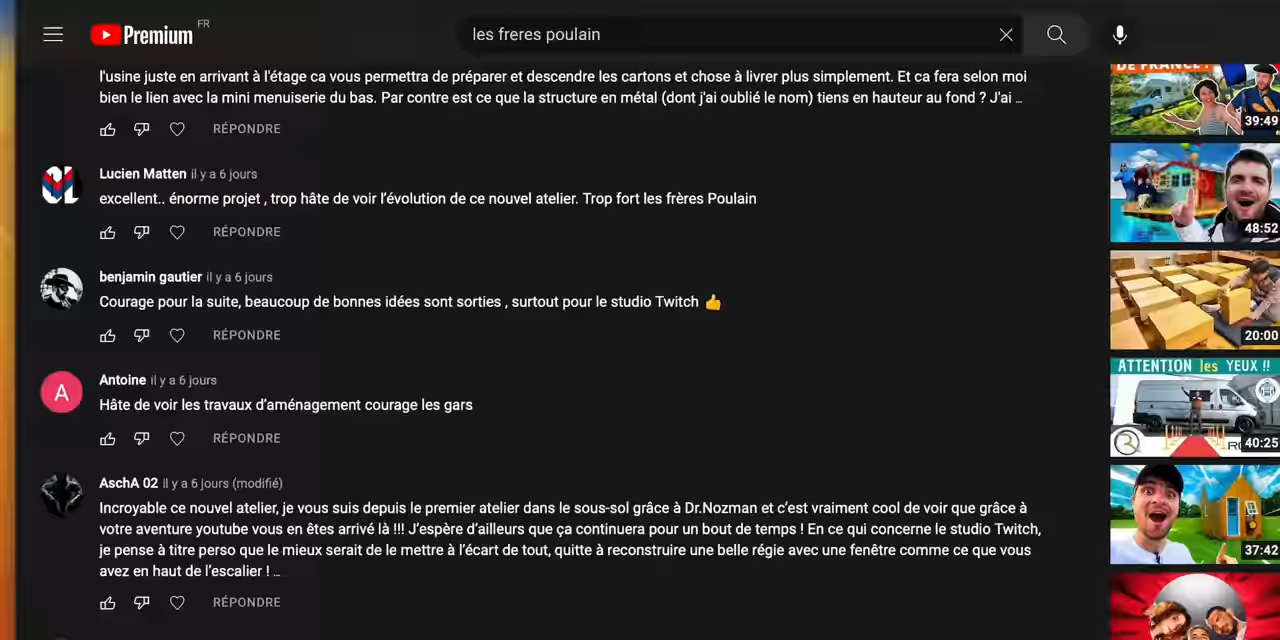 Premium FR
les freres poulain
l'usine juste en arrivant à l'étage ca vous permettra de préparer et descendre les cartons et chose à livrer plus simplement. Et ca fera selon moi
bien le lien avec la mini menuiserie du bas. Par contre est ce que la structure en métal (dont j'ai oublié le nom) tiens en hauteur au fond ? J'ai ...
RÉPONDRE
Lucien Matten il y a 6 jours
excellent.. énorme projet , trop hâte de voir l’évolution de ce nouvel atelier. Trop fort les frères Poulain
RÉPONDRE
benjamin gautier il y a 6 jours
Courage pour la suite, beaucoup de bonnes idées sont sorties , surtout pour le studio Twitch 👍
RÉPONDRE
A
Antoine il y a 6 jours
Hâte de voir les travaux d’aménagement courage les gars
RÉPONDRE
AschA 02 il y a 6 jours (modifié)
Incroyable ce nouvel atelier, je vous suis depuis le premier atelier dans le sous-sol grâce à Dr.Nozman et c’est vraiment cool de voir que grâce à
votre aventure youtube vous en êtes arrivé là !!! J’espère d’ailleurs que ça continuera pour un bout de temps ! En ce qui concerne le studio Twitch,
je pense à titre perso que le mieux serait de le mettre à l’écart de tout, quitte à reconstruire une belle régie avec une fenêtre comme ce que vous
avez en haut de l’escalier ! ...
RÉPONDRE
DE FRANCE !
39:49
48:52
20:00
ATTENTION les YEUX !!
40:25
37:42